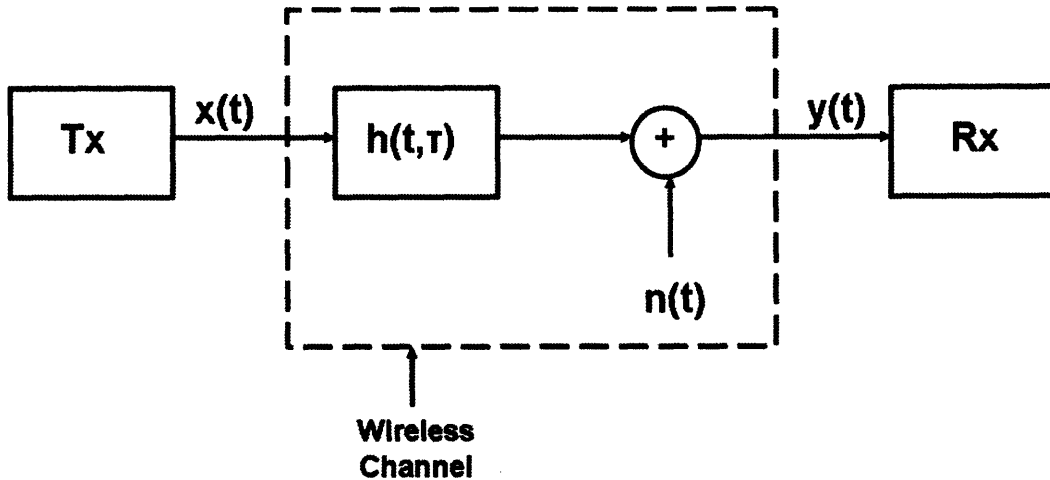 Tx
x(t)
h(t,τ)
+
n(t)
y(t)
Rx
Wireless
Channel